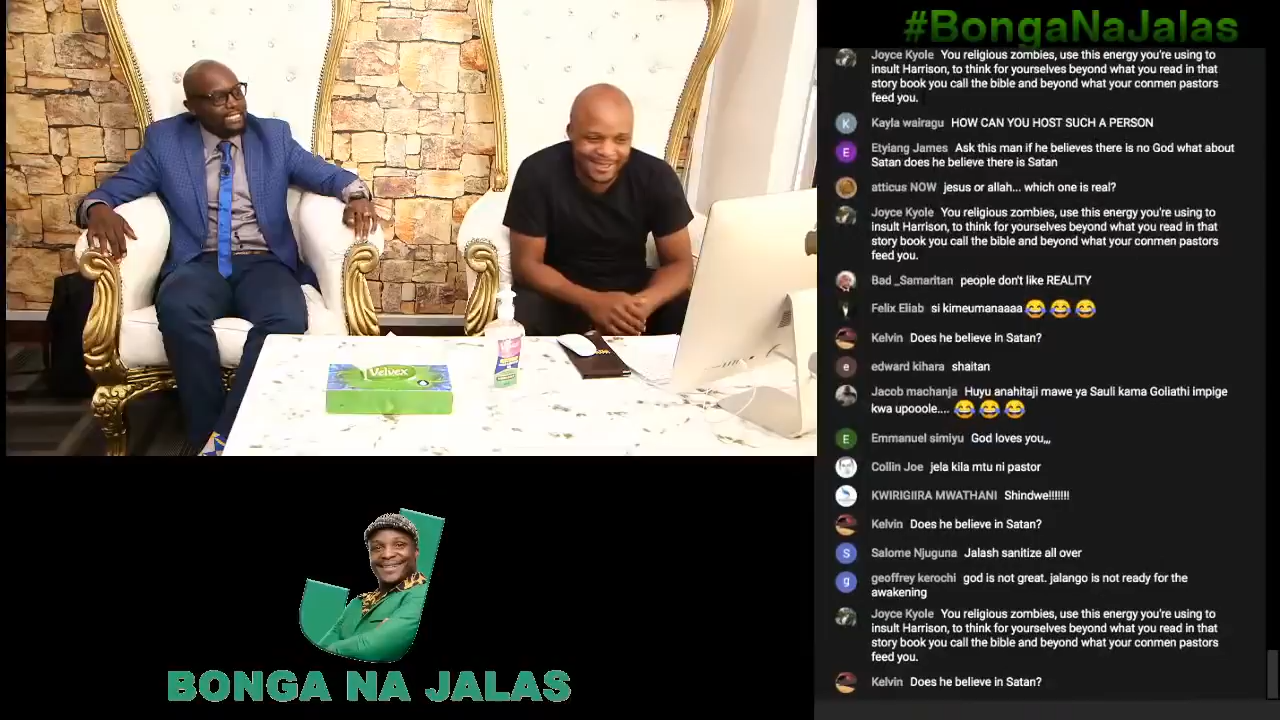 #BongaNaJalas
Joyce Kyole You religious zombies, use this energy you're using to
insult Harrison, to think for yourselves beyond what you read in that
story book you call the bible and beyond what your conmen pastors
feed you.
K Kayla wairagu HOW CAN YOU HOST SUCH A PERSON
E Etyiang James Ask this man if he believes there is no God what about
Satan does he believe there is Satan
atticus NOW jesus or allah... which one is real?
Joyce Kyole You religious zombies, use this energy you're using to
insult Harrison, to think for yourselves beyond what you read in that
story book you call the bible and beyond what your conmen pastors
feed you.
Bad _Samaritan people don't like REALITY
Felix Eliab si kimeumanaaaa😂😂😂
Kelvin Does he believe in Satan?
e edward kihara shaitan
Jacob machanja Huyu anahitaji mawe ya Sauli kama Goliathi impige
kwa upooole.... 😂😂😂
E Emmanuel simiyu God loves you,,,
Collin Joe jela kila mtu ni pastor
KWIRIGIIRA MWATHANI Shindwe!!!!!!!
Kelvin Does he believe in Satan?
S Salome Njuguna Jalash sanitize all over
g geoffrey kerochi god is not great. jalango is not ready for the
awakening
Joyce Kyole You religious zombies, use this energy you're using to
insult Harrison, to think for yourselves beyond what you read in that
story book you call the bible and beyond what your conmen pastors
feed you.
Kelvin Does he believe in Satan?
Velvex
J
BONGA NA JALAS